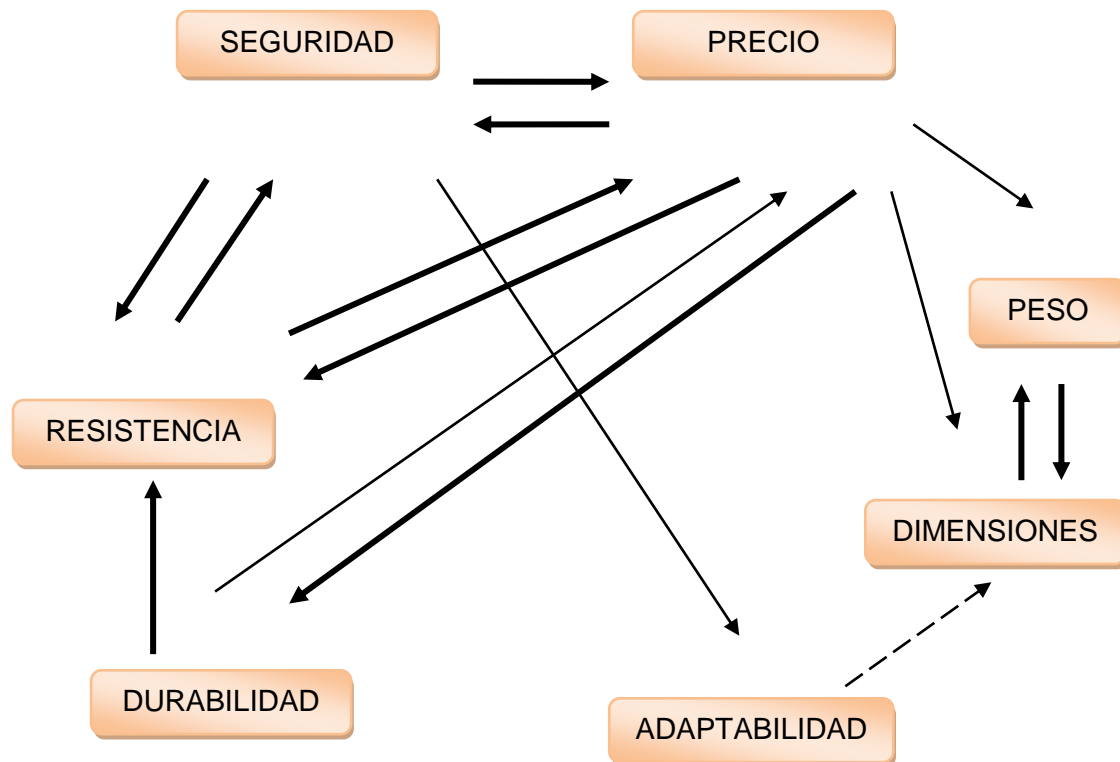 SEGURIDAD
PRECIO
PESO
RESISTENCIA
DIMENSIONES
DURABILIDAD
ADAPTABILIDAD